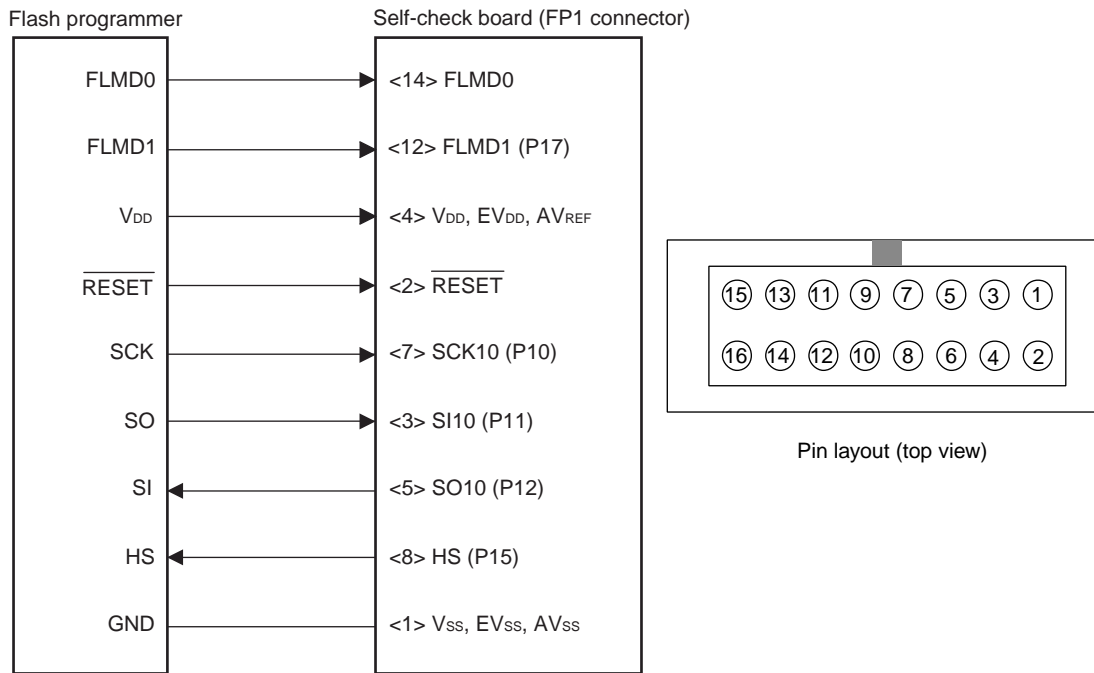 Flash programmer
Self-check board (FP1 connector)
FLMD0
<14> FLMD0
FLMD1
<12> FLMD1 (P17)
VDD
<4> VDD, EVDD, AVREF
RESET
<2> RESET
SCK
<7> SCK10 (P10)
SO
<3> SI10 (P11)
SI
<5> SO10 (P12)
HS
<8> HS (P15)
GND
<1> VSS, EVSS, AVSS
15 13 11 9 7 5 3 1
16 14 12 10 8 6 4 2
Pin layout (top view)